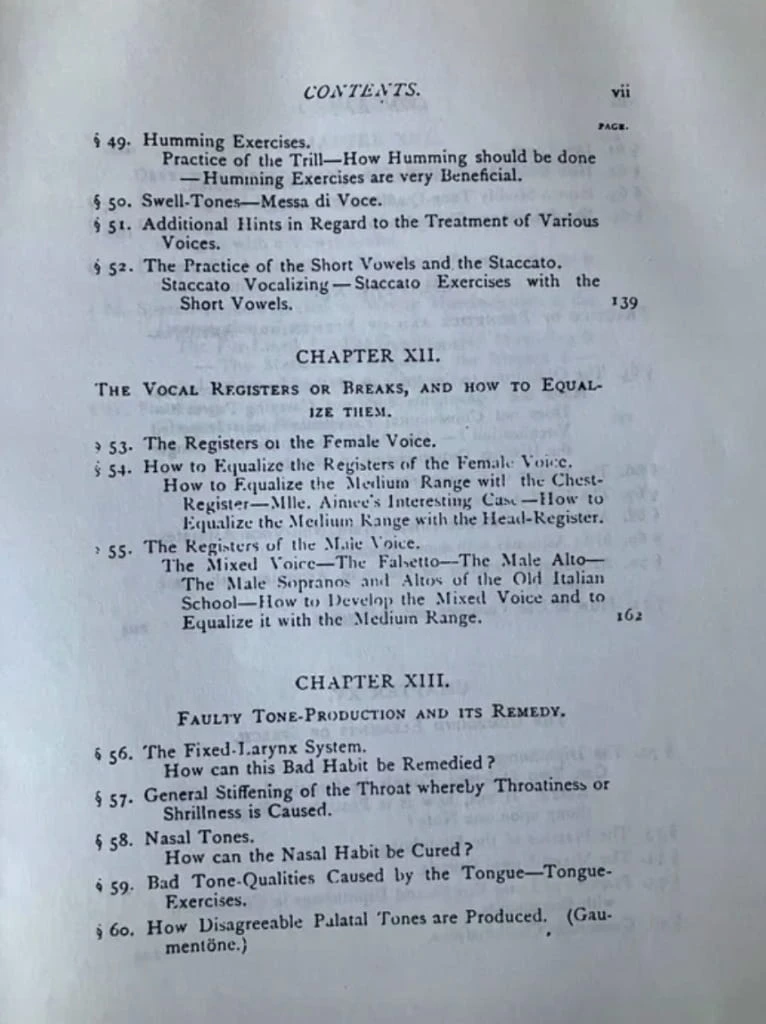 CONTENTS. vii
PAGE.
§ 49. Humming Exercises.
Practice of the Trill—How Humming should be done
—Humming Exercises are very Beneficial.
§ 50. Swell-Tones—Messa di Voce.
§ 51. Additional Hints in Regard to the Treatment of Various
Voices.
§ 52. The Practice of the Short Vowels and the Staccato.
Staccato Vocalizing—Staccato Exercises with the
Short Vowels. 139
CHAPTER XII.
THE VOCAL REGISTERS OR BREAKS, AND HOW TO EQUAL-
IZE THEM.
§ 53. The Registers of the Female Voice.
§ 54. How to Equalize the Registers of the Female Voice.
How to Equalize the Medium Range with the Chest-
Register—Mlle. Aimee's Interesting Case—How to
Equalize the Medium Range with the Head-Register.
§ 55. The Registers of the Male Voice.
The Mixed Voice—The Falsetto—The Male Alto—
The Male Sopranos and Altos of the Old Italian
School—How to Develop the Mixed Voice and to
Equalize it with the Medium Range. 162
CHAPTER XIII.
FAULTY TONE-PRODUCTION AND ITS REMEDY.
§ 56. The Fixed-Larynx System.
How can this Bad Habit be Remedied?
§ 57. General Stiffening of the Throat whereby Throatiness or
Shrillness is Caused.
§ 58. Nasal Tones.
How can the Nasal Habit be Cured?
§ 59. Bad Tone-Qualities Caused by the Tongue—Tongue-
Exercises.
§ 60. How Disagreeable Palatal Tones are Produced. (Gau-
mentöne.)